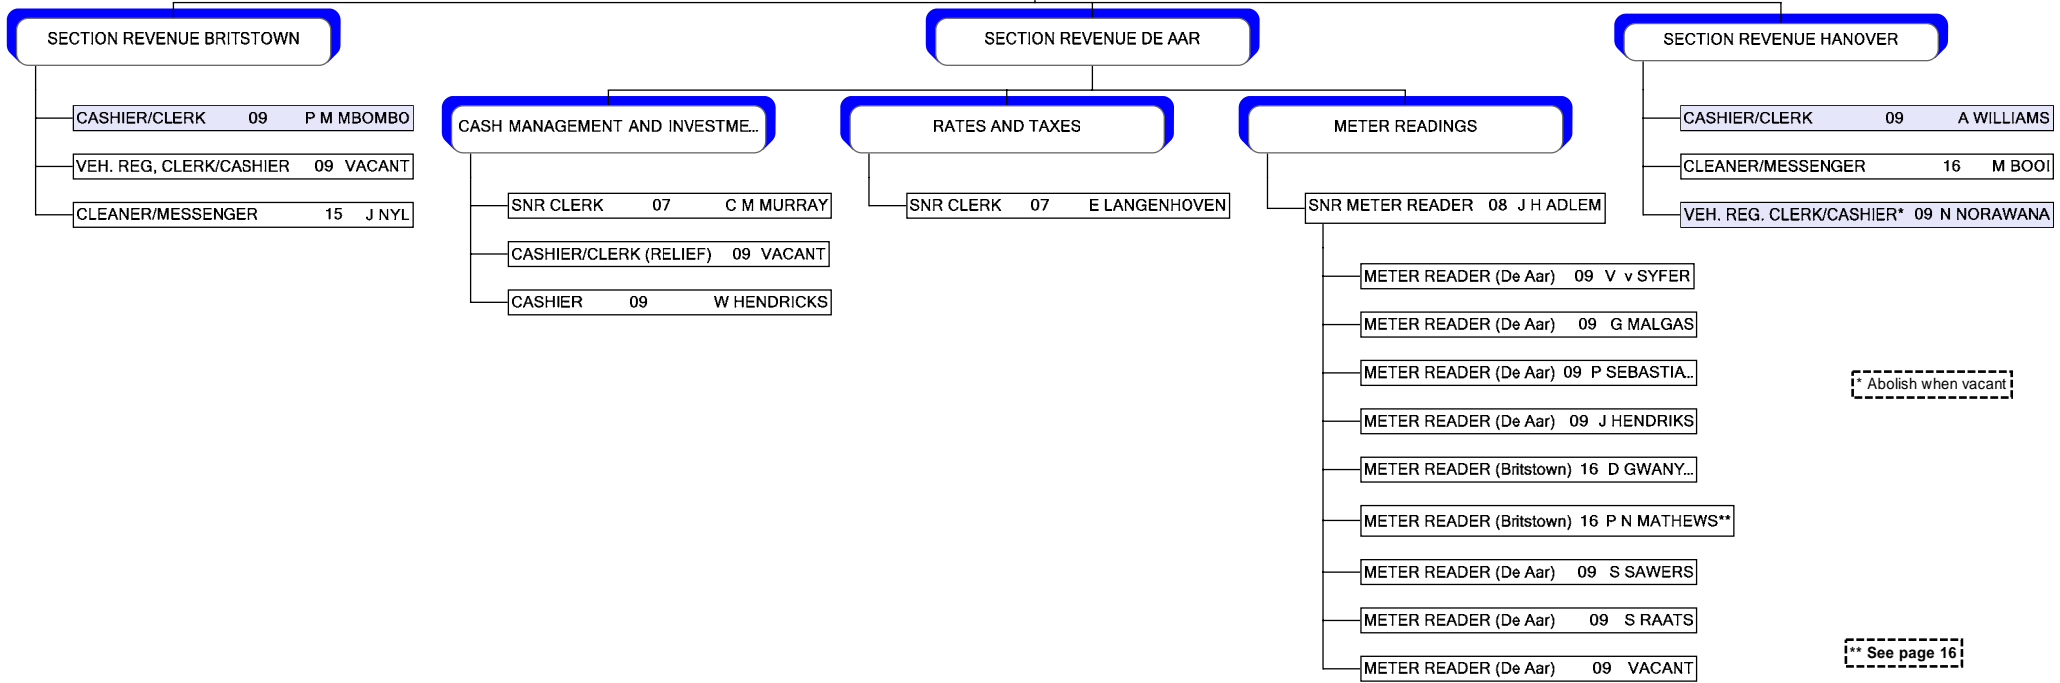 SECTION REVENUE BRITSTOWN
CASHIER/CLERK 09 P M MBOMBO
VEH. REG, CLERK/CASHIER 09 VACANT
CLEANER/MESSENGER 15 J NYL
SECTION REVENUE DE AAR
CASH MANAGEMENT AND INVESTME...
SNR CLERK 07 C M MURRAY
CASHIER/CLERK (RELIEF) 09 VACANT
CASHIER 09 W HENDRICKS
RATES AND TAXES
SNR CLERK 07 E LANGENHOVEN
METER READINGS
SNR METER READER 08 J H ADLEM
METER READER (De Aar) 09 V v SYFER
METER READER (De Aar) 09 G MALGAS
METER READER (De Aar) 09 P SEBASTIA...
METER READER (De Aar) 09 J HENDRIKS
METER READER (Britstown) 16 D GWANY...
METER READER (Britstown) 16 P N MATHEWS**
METER READER (De Aar) 09 S SAWERS
METER READER (De Aar) 09 S RAATS
METER READER (De Aar) 09 VACANT
SECTION REVENUE HANOVER
CASHIER/CLERK 09 A WILLIAMS
CLEANER/MESSENGER 16 M BOOI
VEH. REG. CLERK/CASHIER* 09 N NORAWANA
* Abolish when vacant
** See page 16